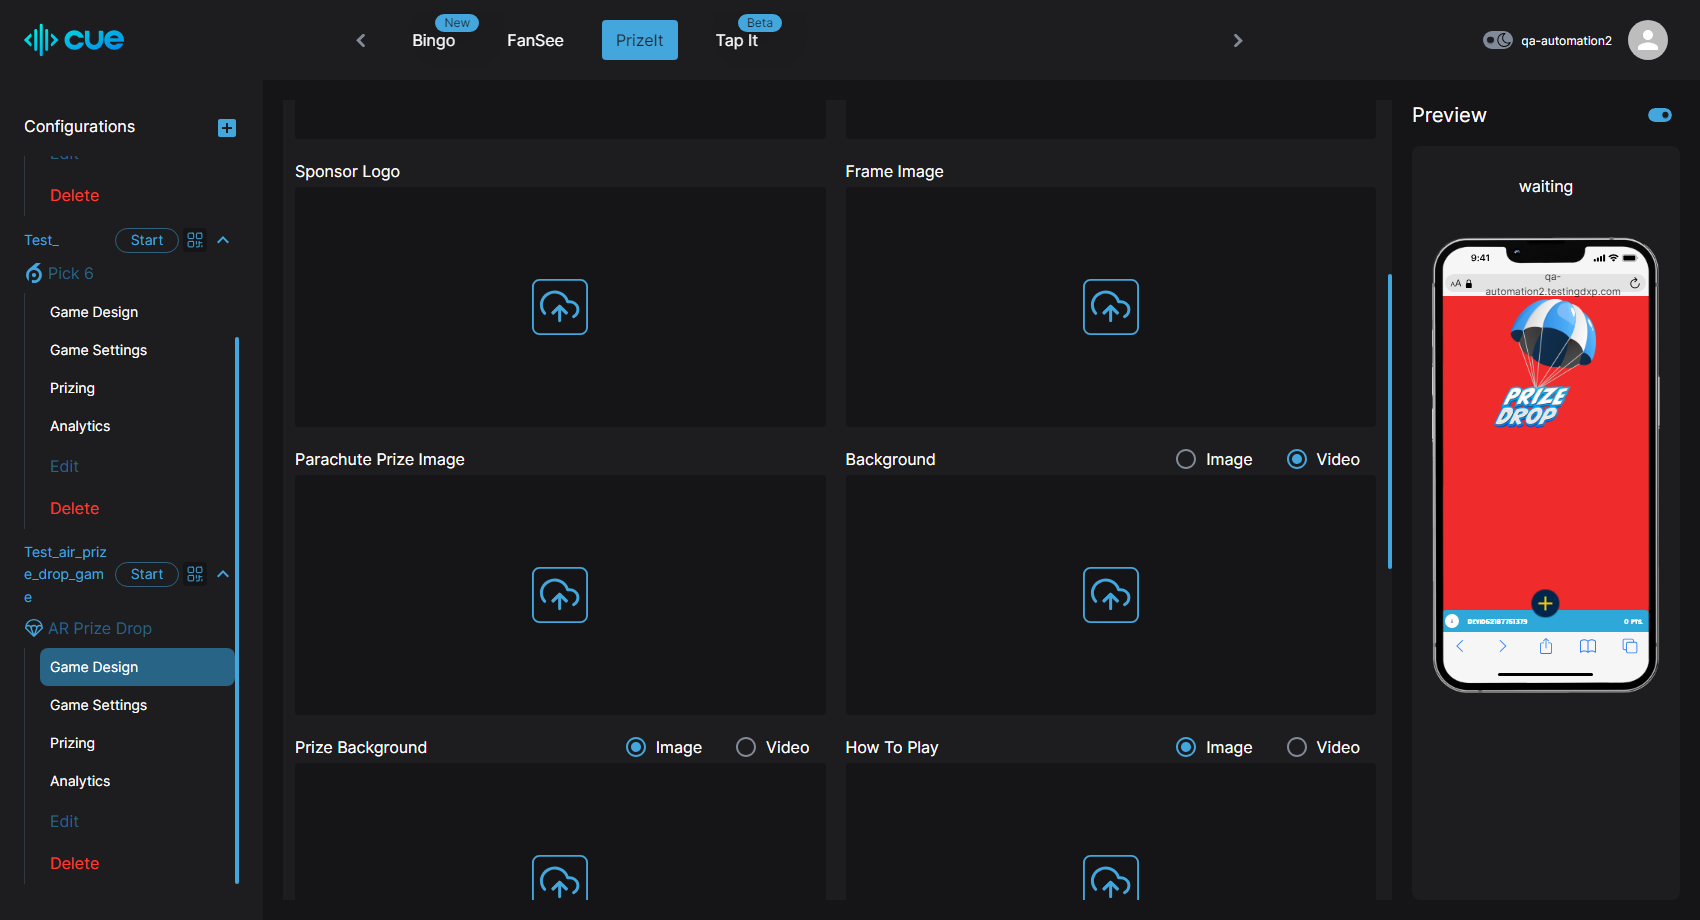 cue
New
Bingo
FanSee
PrizeIt
Beta
Tap It
qa-automation2
Configurations
Delete
Test_
Start
Pick 6
Game Design
Game Settings
Prizing
Analytics
Edit
Delete
Test_air_priz
e_drop_gam
e
Start
AR Prize Drop
Game Design
Game Settings
Prizing
Analytics
Edit
Delete
Sponsor Logo
Frame Image
Parachute Prize Image
Background
Image
Video
Prize Background
Image
Video
How To Play
Image
Video
Preview
waiting
9:41
AA
qa-
automation2.testingdxp.com
PRIZE
DROP
0 PTS.